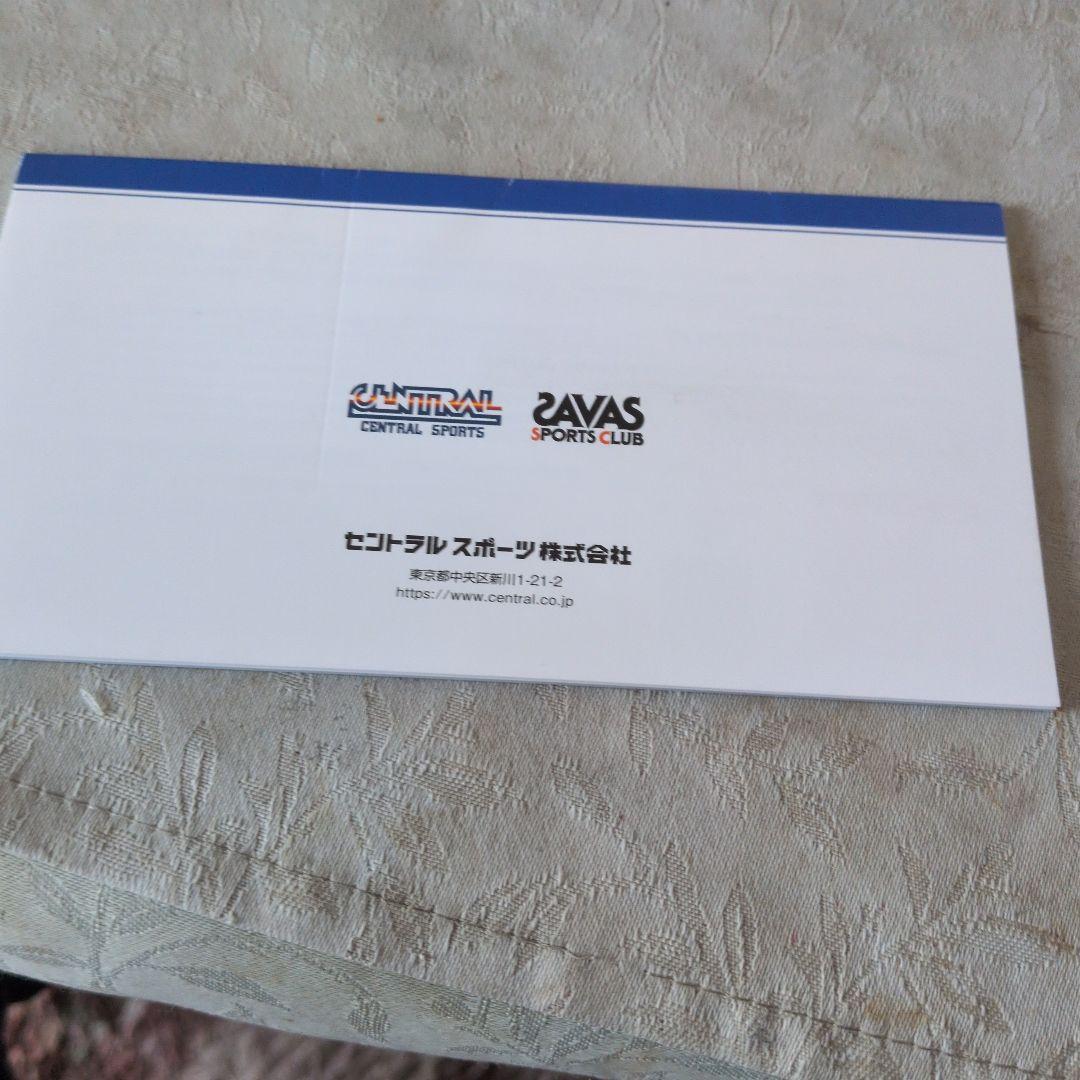 CENTRAL SAVAS
CENTRAL SPORTS SPORTS CLUB
セントラルスポーツ株式会社
東京都中央区新川1-21-2
https://www.central.co.jp